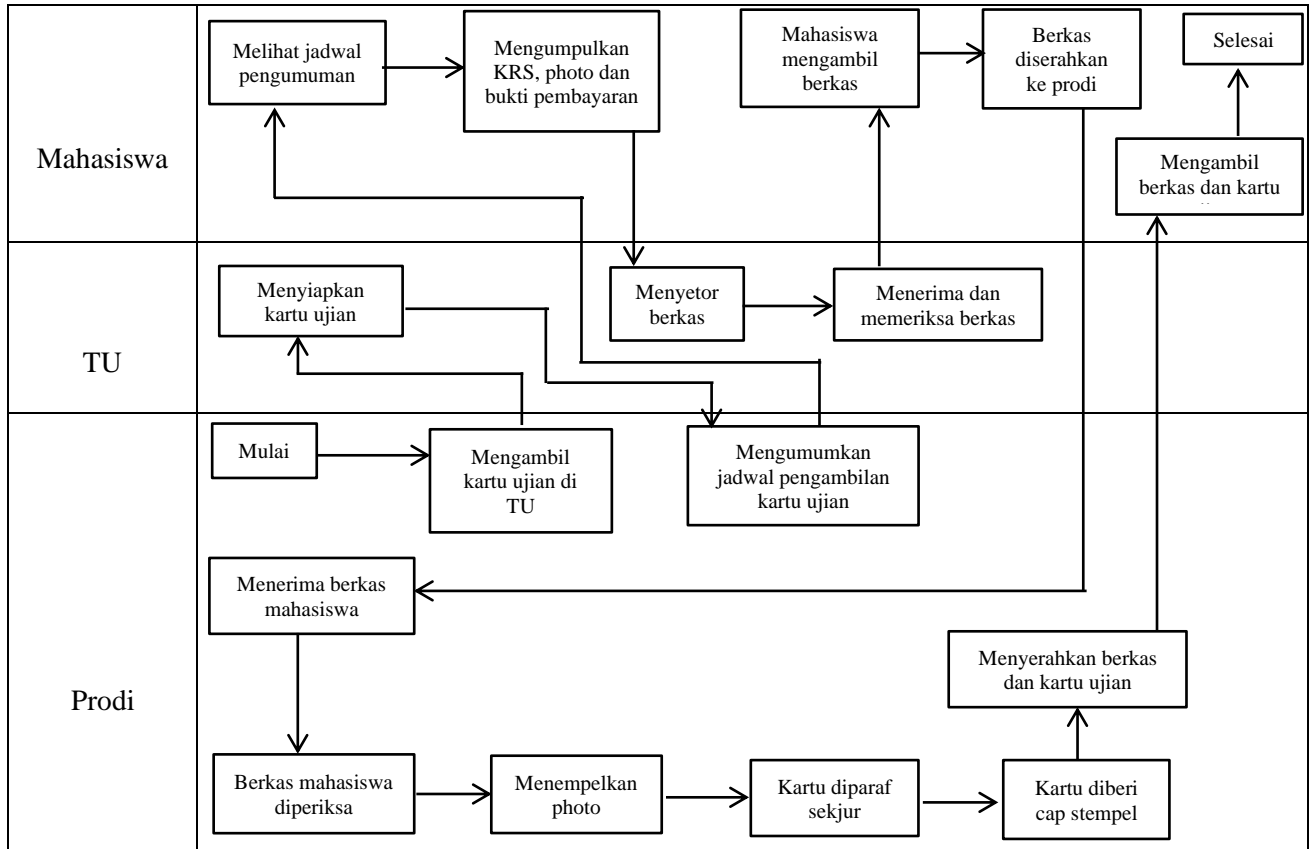 Melihat jadwal
pengumuman
Mengumpulkan
KRS, photo dan
bukti pembayaran
Mahasiswa
mengambil
berkas
Berkas
diserahkan
ke prodi
Selesai
Mahasiswa
Mengambil
berkas dan kartu
Menyiapkan
kartu ujian
Menyetor
berkas
Menerima dan
memeriksa berkas
TU
Mulai
Mengambil
kartu ujian di
TU
Mengumumkan
jadwal pengambilan
kartu ujian
Menerima berkas
mahasiswa
Menyerahkan berkas
dan kartu ujian
Prodi
Berkas mahasiswa
diperiksa
Menempelkan
photo
Kartu diparaf
sekjur
Kartu diberi
cap stempel